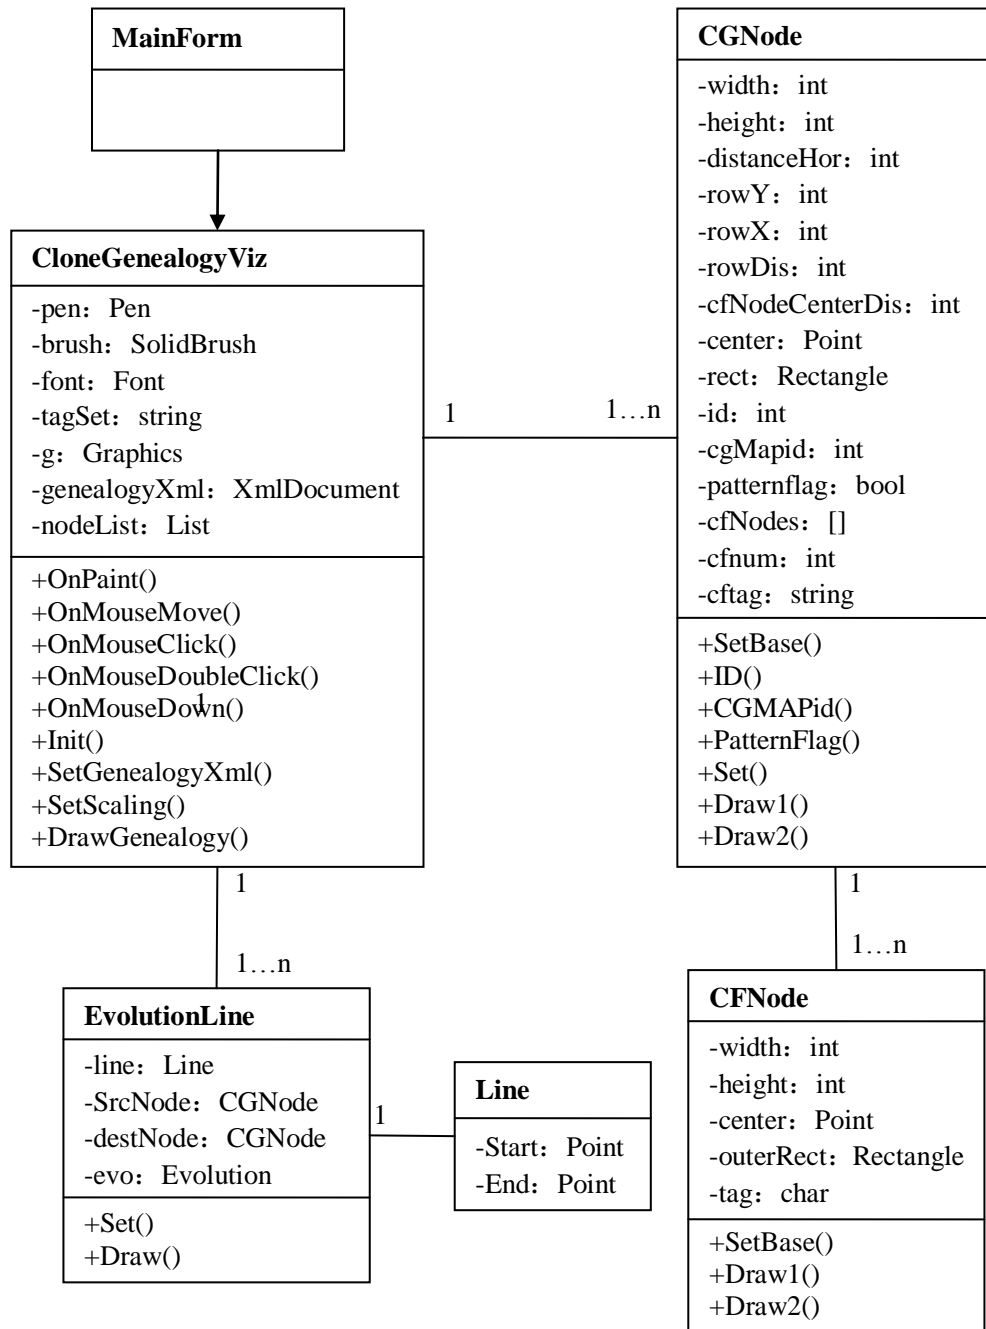 MainForm
CloneGenealogyViz
-pen：Pen
-brush：SolidBrush
-font：Font
-tagSet：string
-g：Graphics
-genealogyXml：XmlDocument
-nodeList：List
+OnPaint()
+OnMouseMove()
+OnMouseClick()
+OnMouseDoubleClick()
+OnMouseDown()
1
+Init()
+SetGenealogyXml()
+SetScaling()
+DrawGenealogy()
1
1…n
CGNode
-width：int
-height：int
-distanceHor：int
-rowY：int
-rowX：int
-rowDis：int
-cfNodeCenterDis：int
-center：Point
-rect：Rectangle
-id：int
-cgMapid：int
-patternflag：bool
-cfNodes：[]
-cfnum：int
-cftag：string
+SetBase()
+ID()
+CGMAPid()
+PatternFlag()
+Set()
+Draw1()
+Draw2()
1
1…n
EvolutionLine
-line：Line
-SrcNode：CGNode
-destNode：CGNode
-evo：Evolution
+Set()
+Draw()
1
Line
-Start：Point
-End：Point
1
1…n
CFNode
-width：int
-height：int
-center：Point
-outerRect：Rectangle
-tag：char
+SetBase()
+Draw1()
+Draw2()